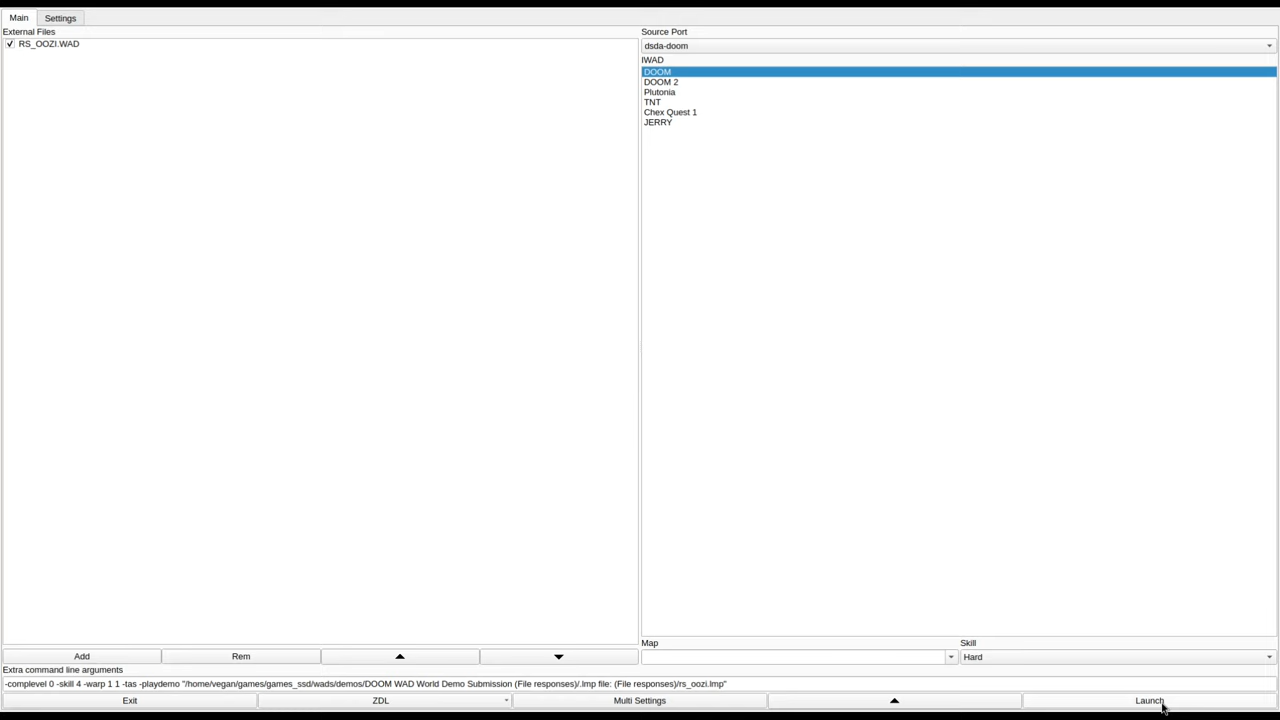 Main Settings
External Files
RS_OOZI.WAD
Source Port
dsda-doom
IWAD
DOOM
DOOM 2
Plutonia
TNT
Chex Quest 1
JERRY
Add Rem
Map Skill
Hard
Extra command line arguments
-complevel 0 -skill 4 -warp 1 1 -tas -playdemo "/home/vegan/games/games_ssd/wads/demos/DOOM WAD World Demo Submission (File responses)/.lmp file: (File responses)/rs_oozi.lmp"
Exit ZDL Multi Settings Launch